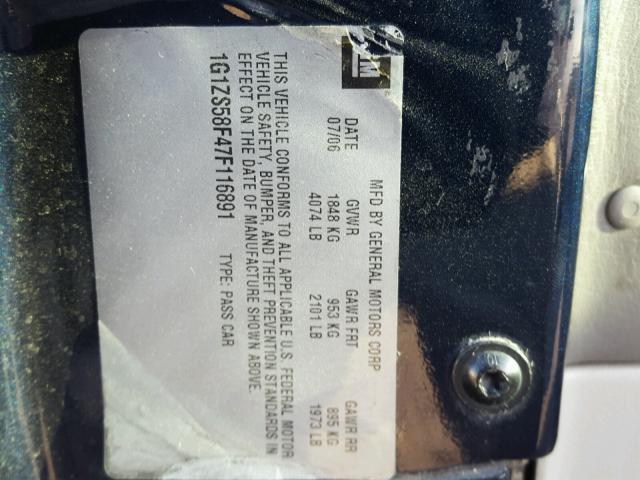 GM
MFD BY GENERAL MOTORS CORP
DATE GVWR GAWR FRT GAWR RR
07/06 1848 KG 953 KG 895 KG
4074 LB 2101 LB 1973 LB
THIS VEHICLE CONFORMS TO ALL APPLICABLE U.S. FEDERAL MOTOR
VEHICLE SAFETY, BUMPER, AND THEFT PREVENTION STANDARDS IN
EFFECT ON THE DATE OF MANUFACTURE SHOWN ABOVE.
1G1ZS58F47F116891 TYPE: PASS CAR